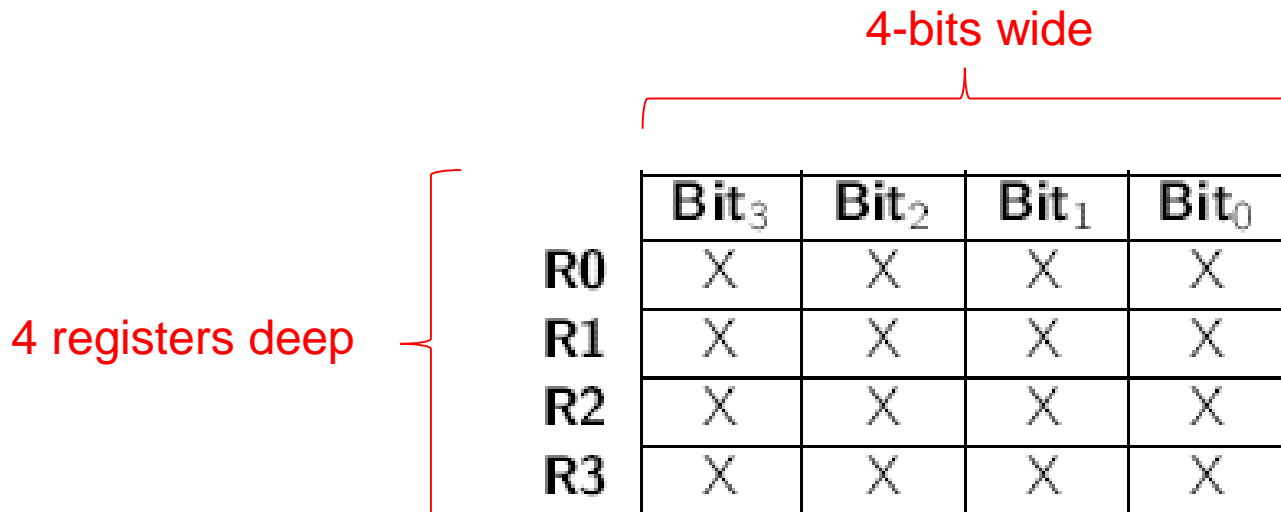 4-bits wide
Bit₃ Bit₂ Bit₁ Bit₀
R0 X X X X
4 registers deep
R1 X X X X
R2 X X X X
R3 X X X X